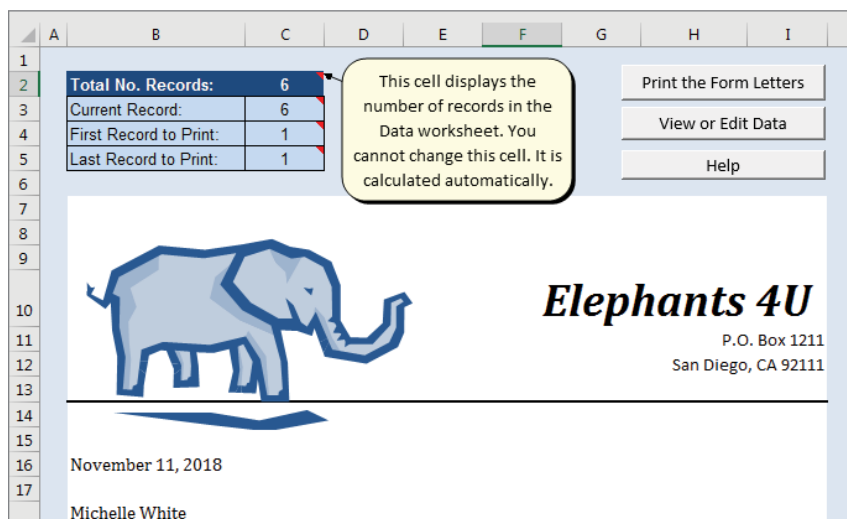 A B C D E F G H I
1
2 Total No. Records: 6 Print the Form Letters
3 Current Record: 6 View or Edit Data
4 First Record to Print: 1
5 Last Record to Print: 1 Help
This cell displays the
number of records in the
Data worksheet. You
cannot change this cell. It is
calculated automatically.
6
7
8
9
10 Elephants 4U
11 P.O. Box 1211
12 San Diego, CA 92111
13
14
15
16 November 11, 2018
17
Michelle White